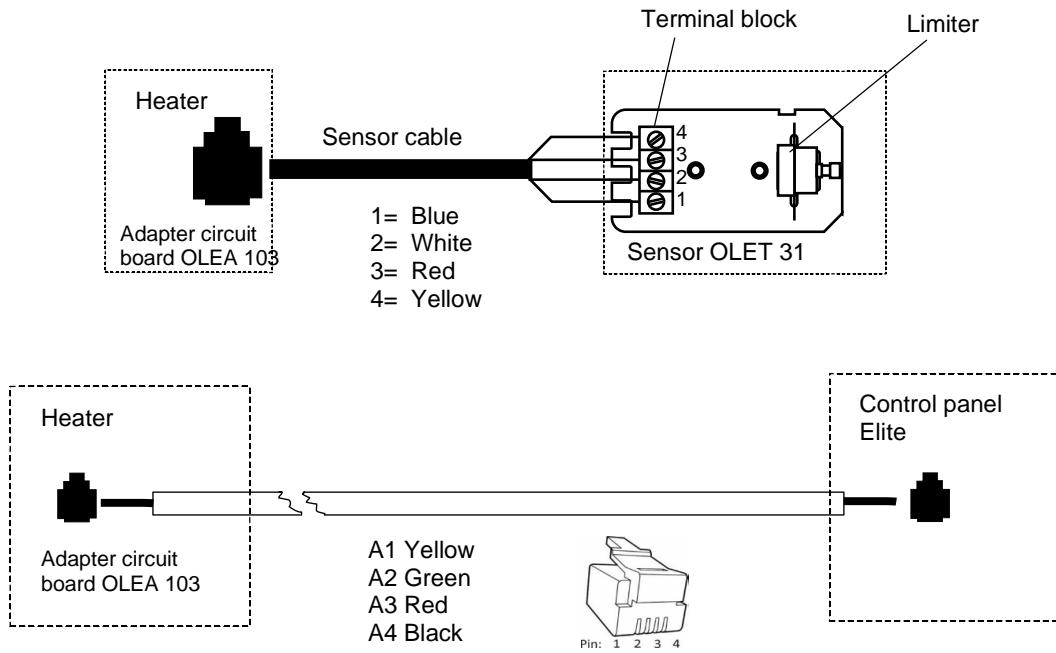 Terminal block
Limiter
Heater
Sensor cable
4
3
2
1
Adapter circuit
board OLEA 103
1= Blue
2= White
3= Red
4= Yellow
Sensor OLET 31
Heater
Control panel
Elite
Adapter circuit
board OLEA 103
A1 Yellow
A2 Green
A3 Red
A4 Black
Pin: 1 2 3 4